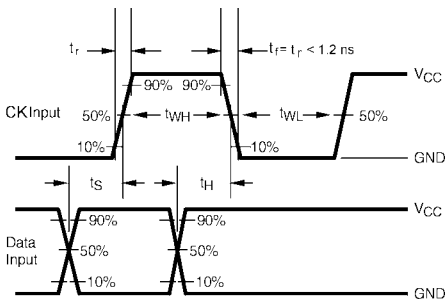 tr
tf = tr < 1.2 ns
90% 90%
VCC
CKInput
50%
tWH
tWL
50%
10%
10%
GND
tS
tH
VCC
90%
90%
Data
Input
50%
50%
10%
10%
GND